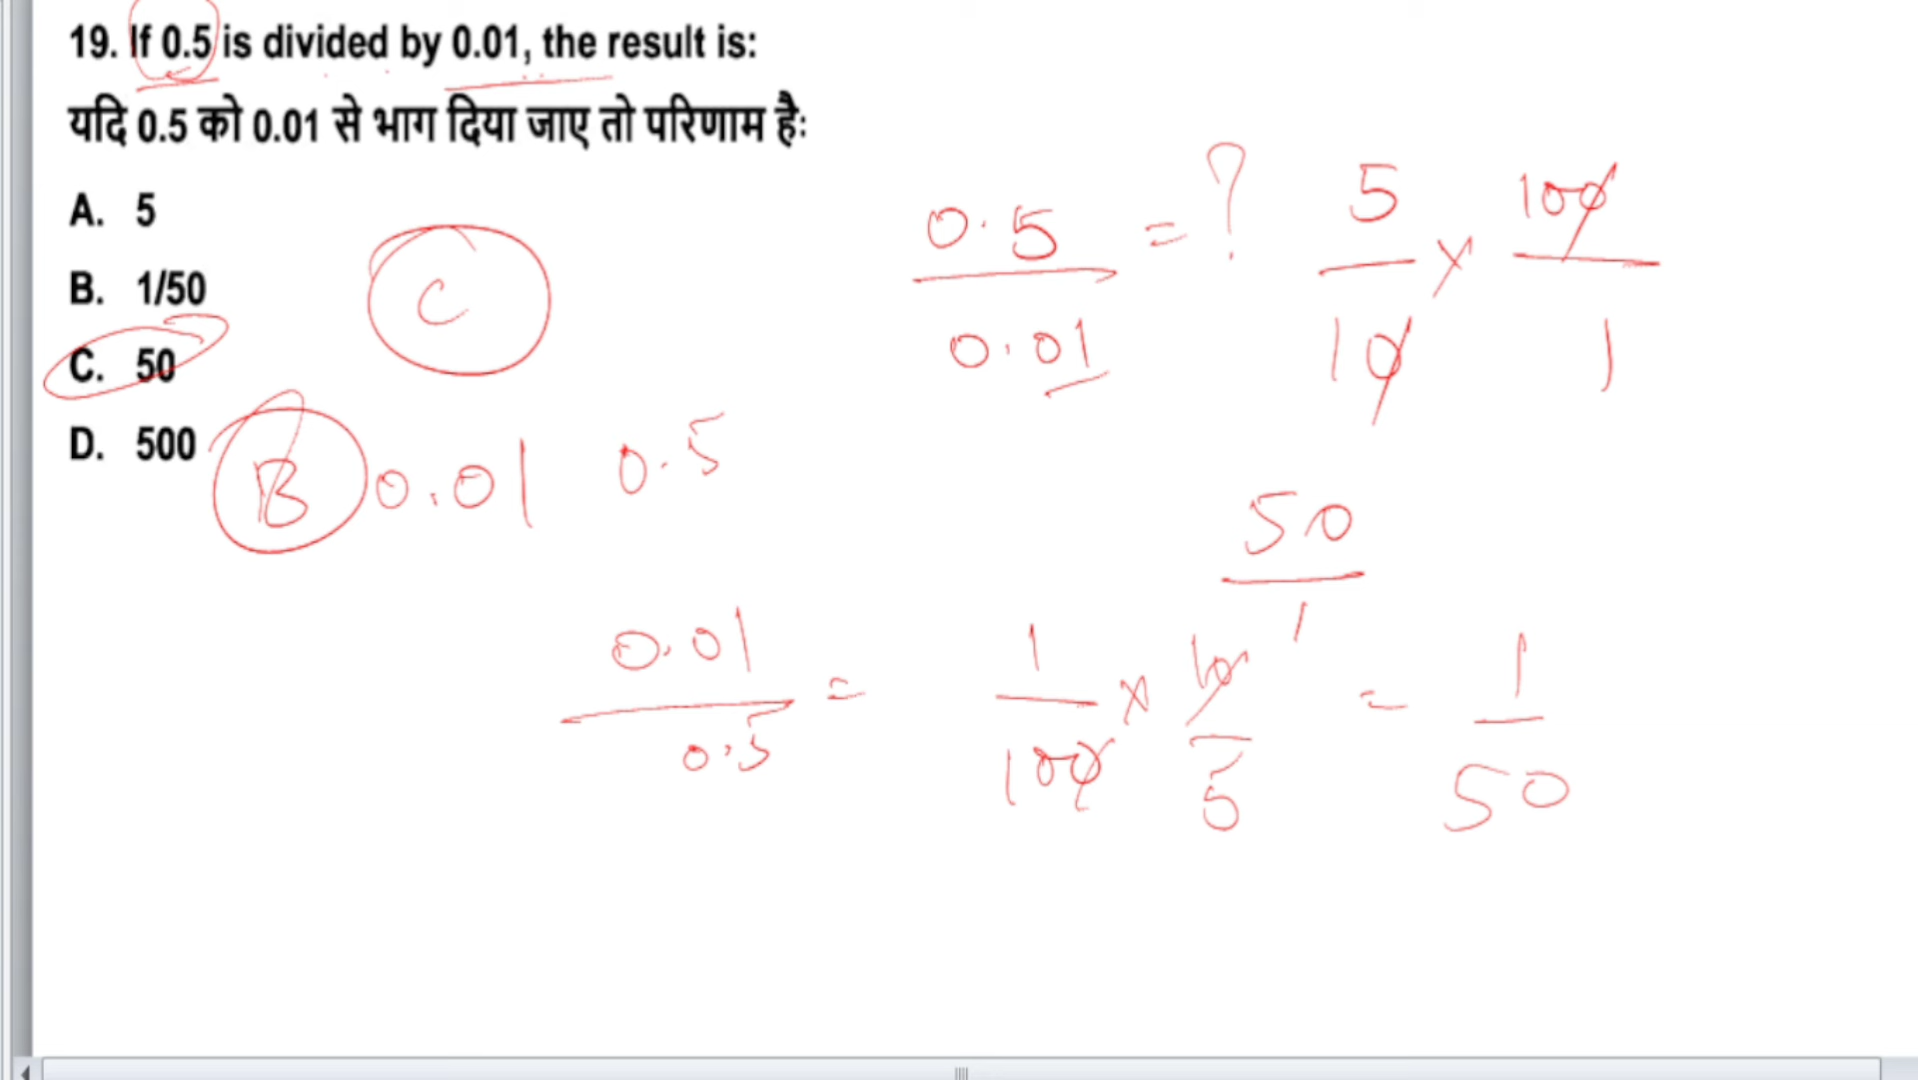 19. If 0.5 is divided by 0.01, the result is:
यदि 0.5 को 0.01 से भाग दिया जाए तो परिणाम है:
A. 5
B. 1/50
C. 50
D. 500
C
B 0.01 0.5
0.5 = ? 5 × 100
0.01 10 1
50
1
0.01 = 1 × 10 = 1
0.5 100 5 50